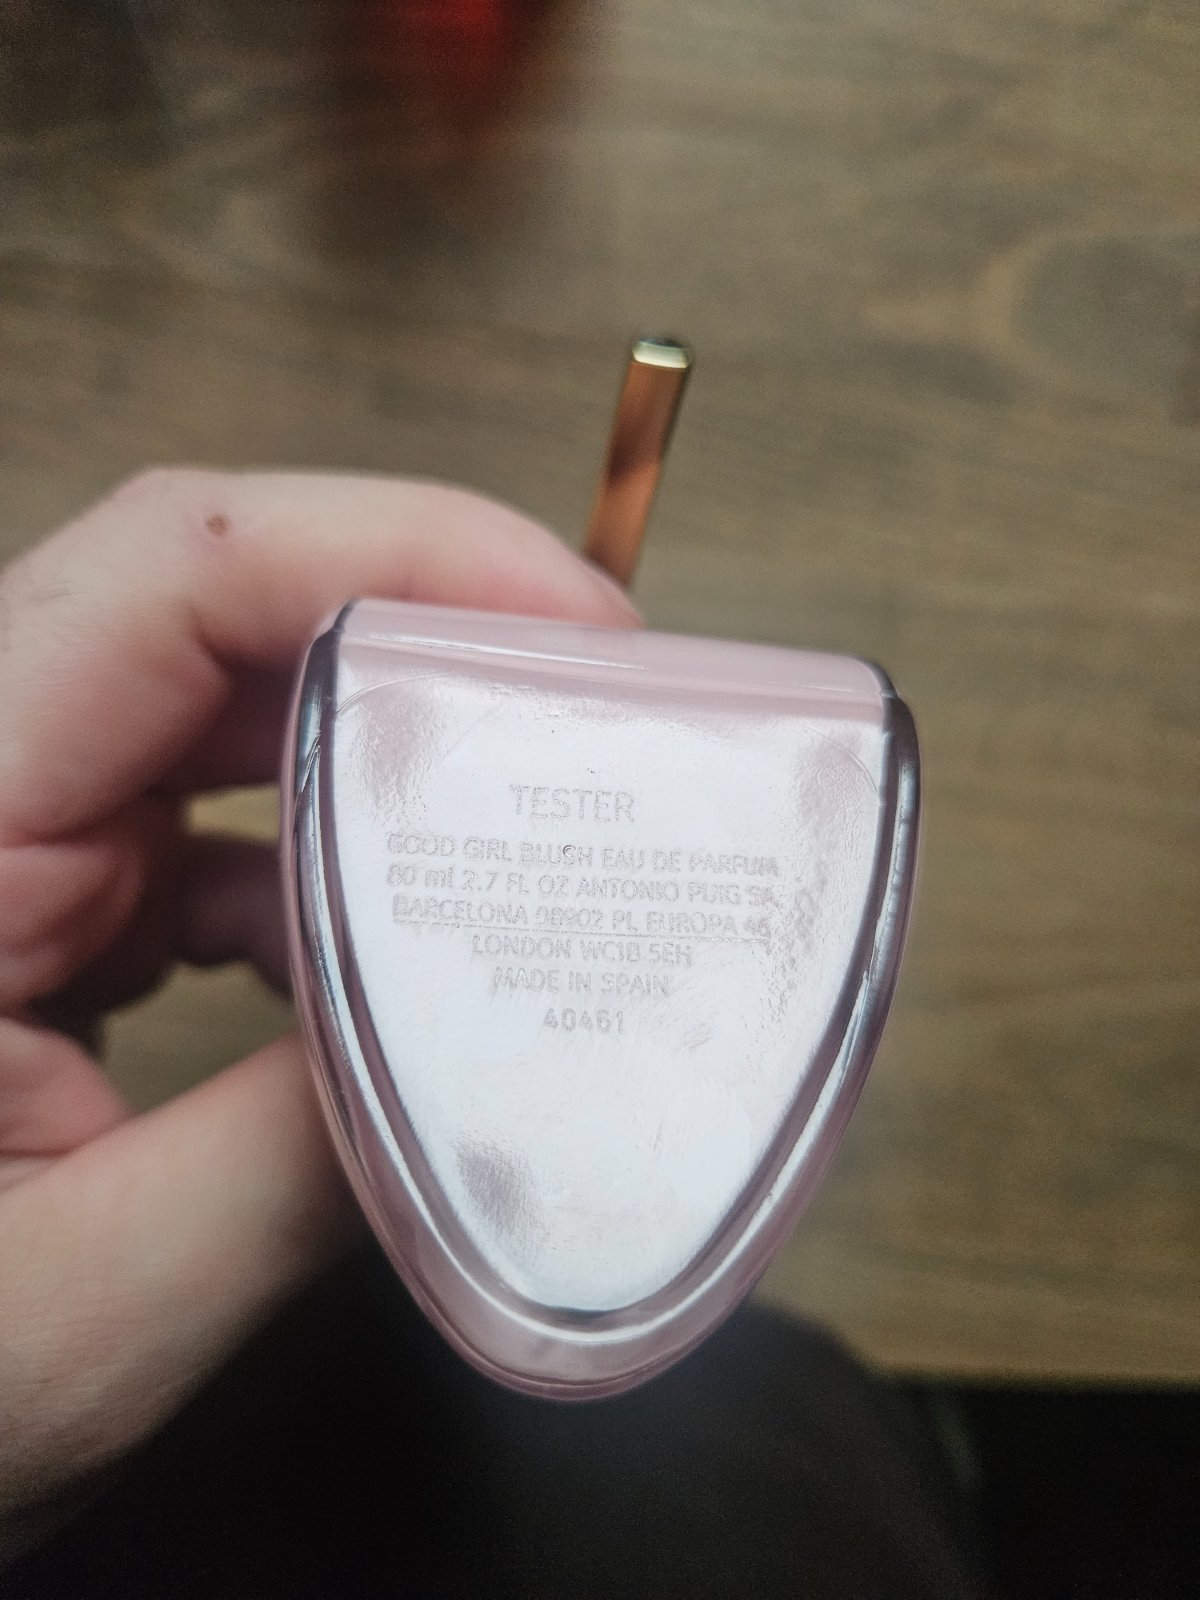 TESTER
GOOD GIRL BLUSH EAU DE PARFUM
80 ml 2.7 FL OZ ANTONIO PUIG SA
BARCELONA 08902 PL EUROPA 46
LONDON WC1B 5EH
MADE IN SPAIN
40461